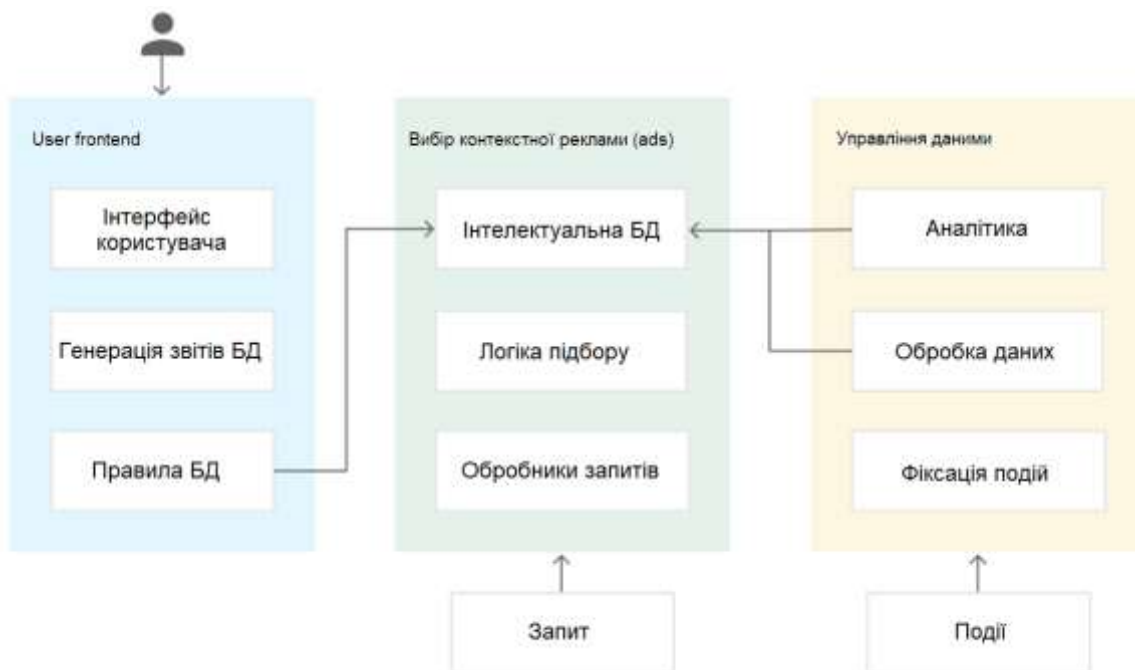 User frontend
Інтерфейс
користувача
Генерація звітів БД
Правила БД
Вибір контекстної реклами (ads)
Інтелектуальна БД
Логіка підбору
Обробники запитів
Запит
Управління даними
Аналітика
Обробка даних
Фіксація подій
Події